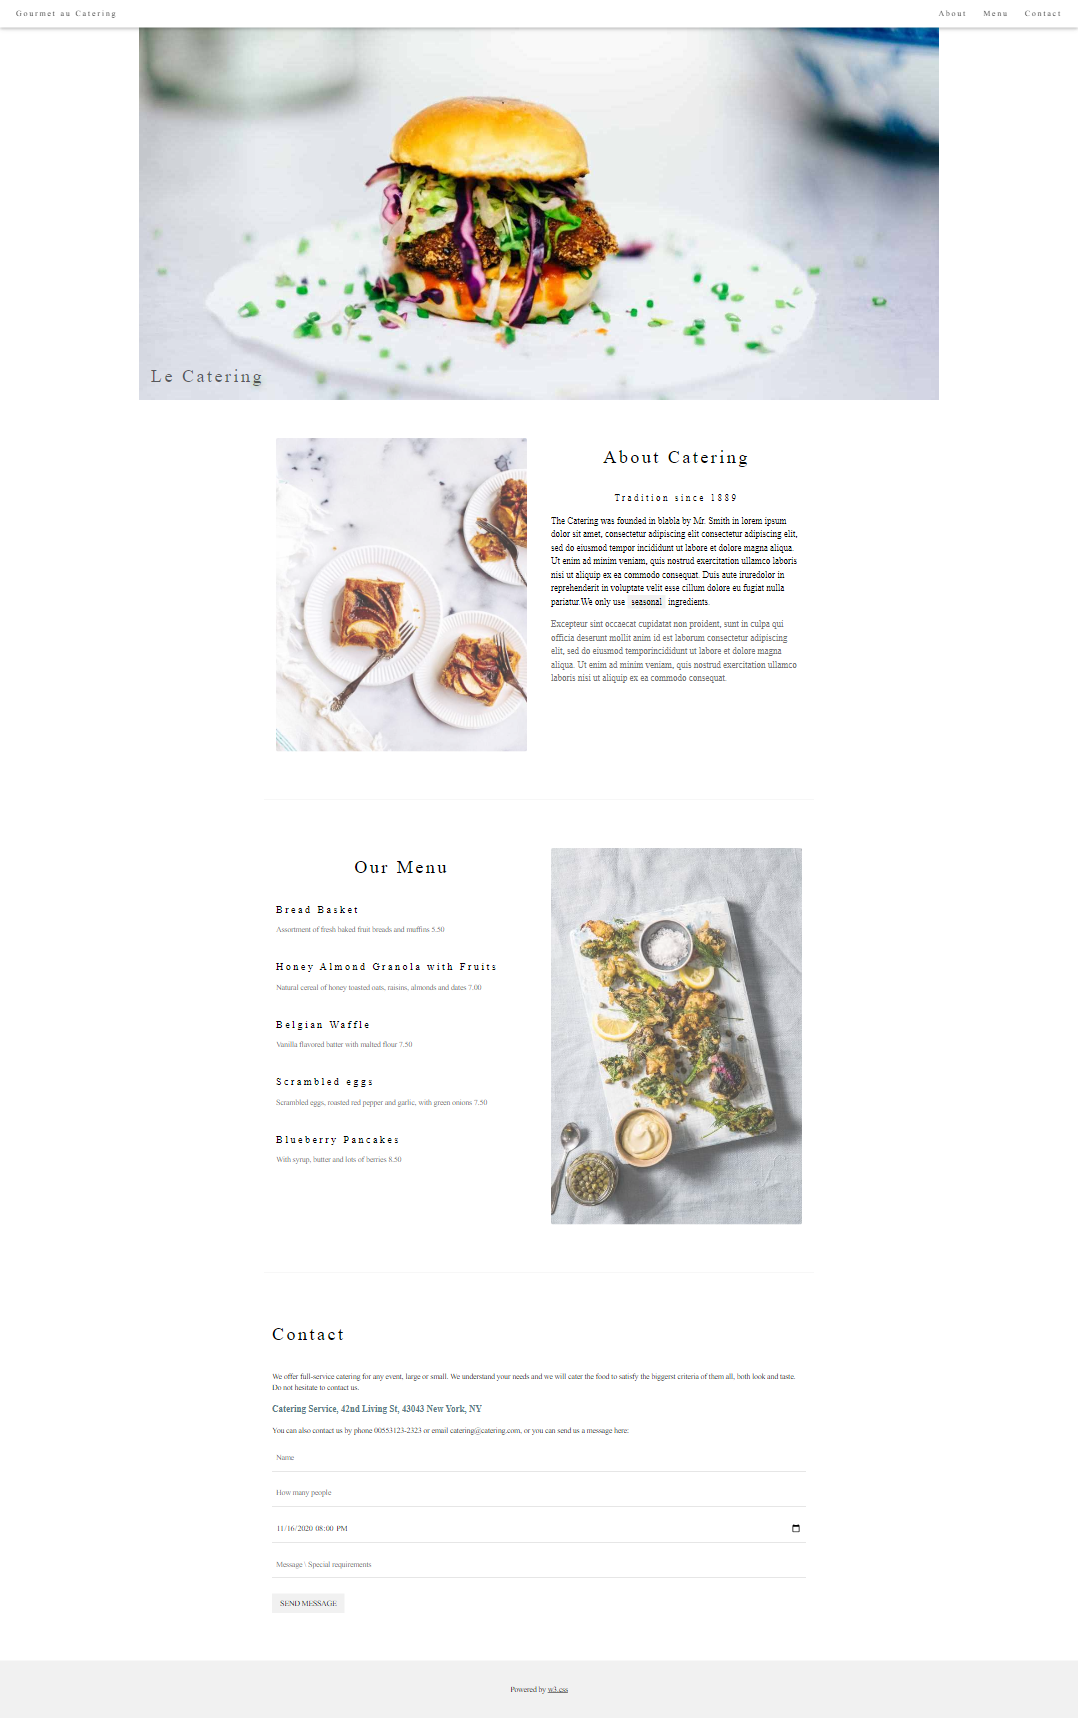 Gourmet au Catering
About Menu Contact
Le Catering
About Catering
Tradition since 1889
The Catering was founded in blabla by Mr. Smith in lorem ipsum
dolor sit amet, consectetur adipiscing elit consectetur adipiscing elit,
sed do eiusmod tempor incididunt ut labore et dolore magna aliqua.
Ut enim ad minim veniam, quis nostrud exercitation ullamco laboris
nisi ut aliquip ex ea commodo consequat. Duis aute iruredolor in
reprehenderit in voluptate velit esse cillum dolore eu fugiat nulla
pariatur.We only use seasonal ingredients.
Excepteur sint occaecat cupidatat non proident, sunt in culpa qui
officia deserunt mollit anim id est laborum consectetur adipiscing
elit, sed do eiusmod temporincididunt ut labore et dolore magna
aliqua. Ut enim ad minim veniam, quis nostrud exercitation ullamco
laboris nisi ut aliquip ex ea commodo consequat.
Our Menu
Bread Basket
Assortment of fresh baked fruit breads and muffins 5.50
Honey Almond Granola with Fruits
Natural cereal of honey toasted oats, raisins, almonds and dates 7.00
Belgian Waffle
Vanilla flavored batter with malted flour 7.50
Scrambled eggs
Scrambled eggs, roasted red pepper and garlic, with green onions 7.50
Blueberry Pancakes
With syrup, butter and lots of berries 8.50
Contact
We offer full-service catering for any event, large or small. We understand your needs and we will cater the food to satisfy the biggerst criteria of them all, both look and taste.
Do not hesitate to contact us.
Catering Service, 42nd Living St, 43043 New York, NY
You can also contact us by phone 00553123-2323 or email catering@catering.com, or you can send us a message here:
Name
How many people
11/16/2020 08:00 PM
Message \ Special requirements
SEND MESSAGE
Powered by w3.css